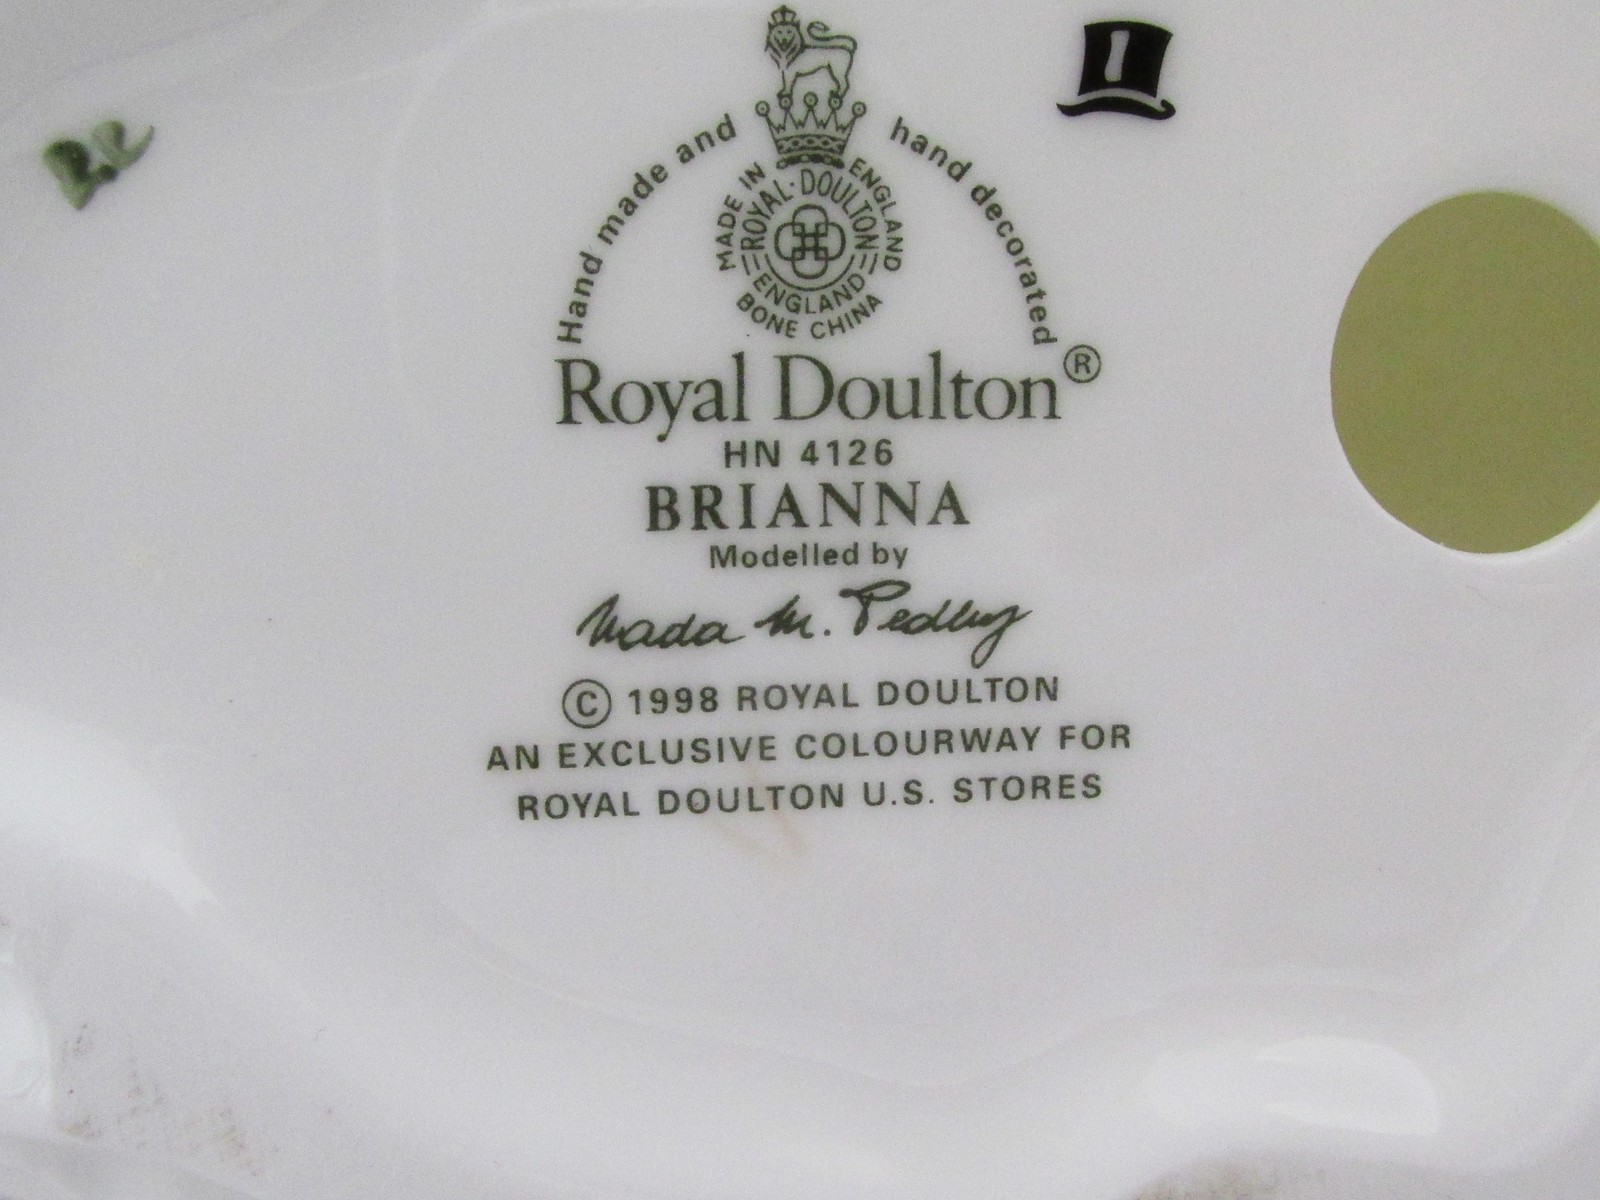 1
Hand made and hand decorated
MADE IN ENGLAND
ROYAL·DOULTON
ENGLAND
BONE CHINA
Royal Doulton®
HN 4126
BRIANNA
Modelled by
Nada M. Pedley
© 1998 ROYAL DOULTON
AN EXCLUSIVE COLOURWAY FOR
ROYAL DOULTON U.S. STORES